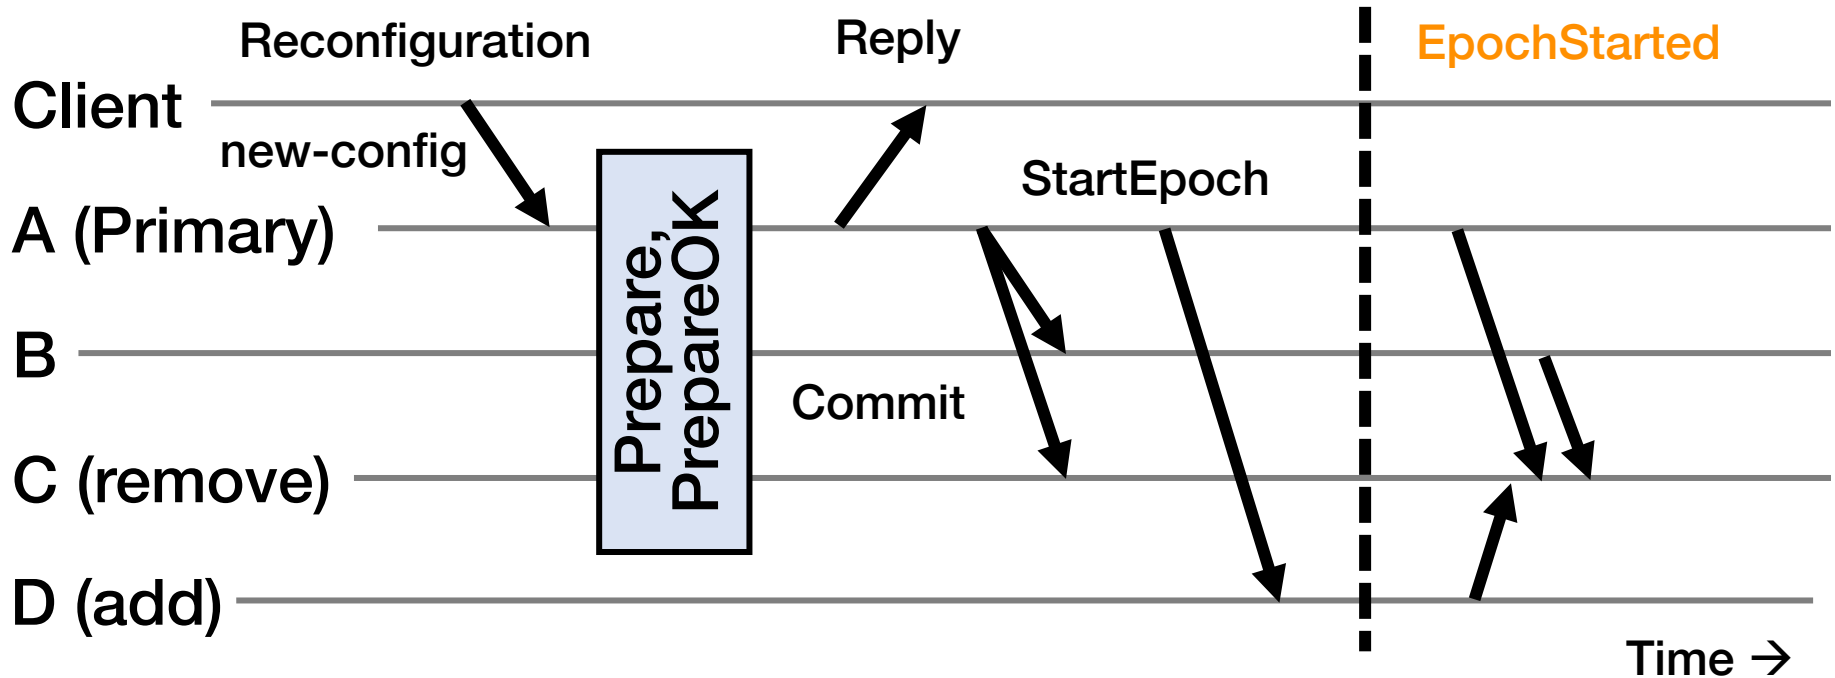 Reconfiguration
Reply
EpochStarted
Client
new-config
StartEpoch
A (Primary)
Prepare,
PrepareOK
B
Commit
C (remove)
D (add)
Time →